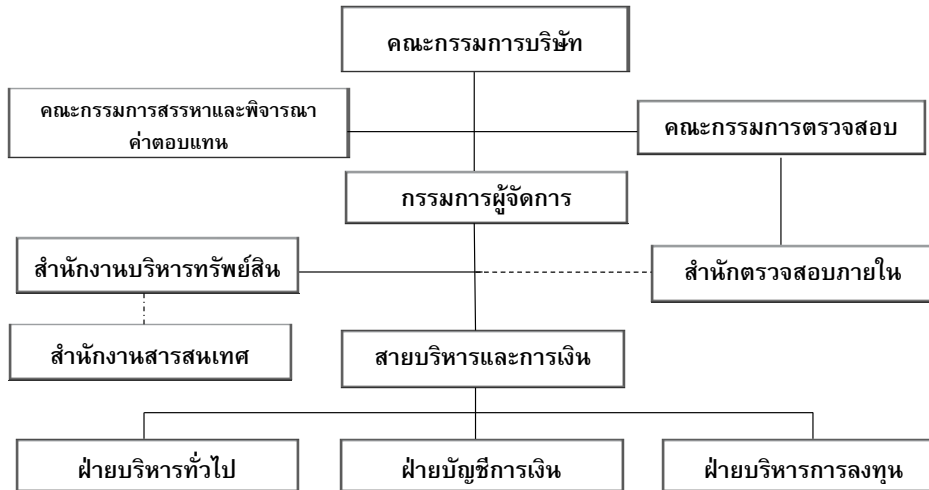 คณะกรรมการบริษัท
คณะกรรมการสรรหาและพิจารณา
ค่าตอบแทน
คณะกรรมการตรวจสอบ
กรรมการผู้จัดการ
สำนักงานบริหารทรัพย์สิน
สำนักตรวจสอบภายใน
สำนักงานสารสนเทศ
สายบริหารและการเงิน
ฝ่ายบริหารทั่วไป
ฝ่ายบัญชีการเงิน
ฝ่ายบริหารการลงทุน